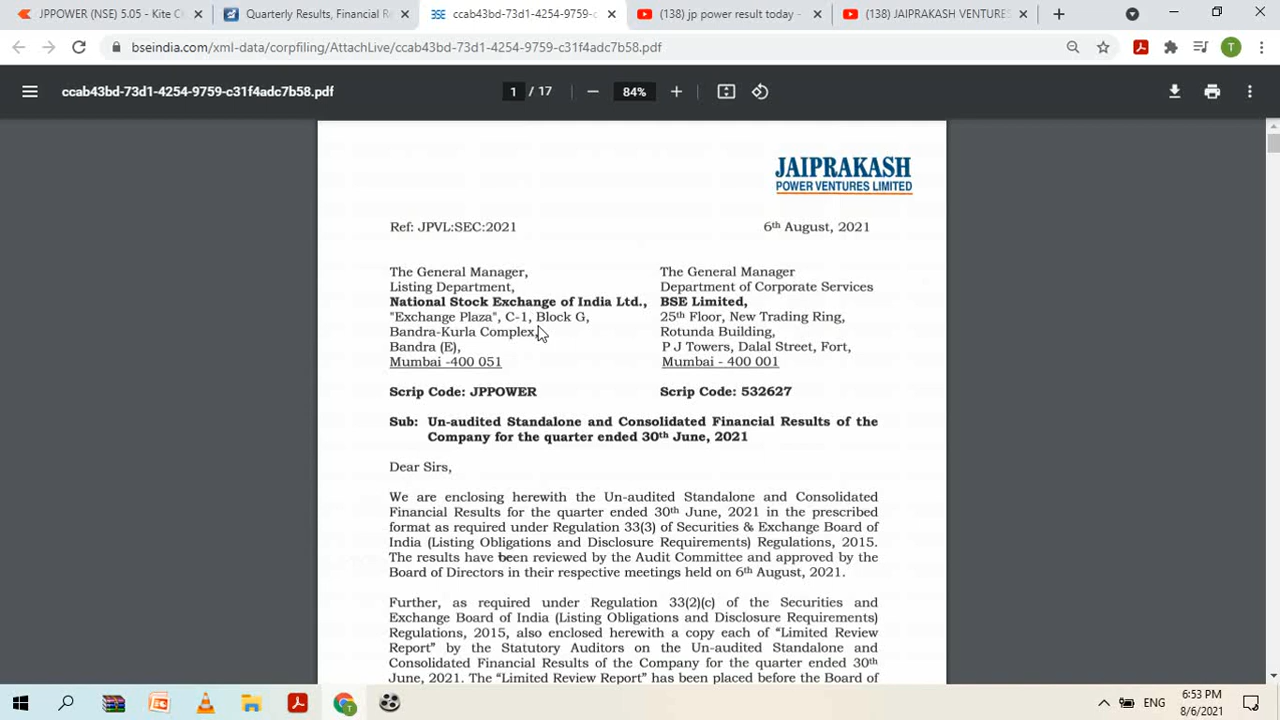 JPPOWER (NSE) 5.05 - Kite C
Quarterly Results, Financial R
ccab43bd-73d1-4254-9759-c
(138) jp power result today -
(138) JAIPRAKASH VENTURES
bseindia.com/xml-data/corpfiling/AttachLive/ccab43bd-73d1-4254-9759-c31f4adc7b58.pdf
T
ccab43bd-73d1-4254-9759-c31f4adc7b58.pdf
1 / 17
84%
JAIPRAKASH
POWER VENTURES LIMITED
Ref: JPVL:SEC:2021
6th August, 2021
The General Manager,
Listing Department,
National Stock Exchange of India Ltd.,
"Exchange Plaza", C-1, Block G,
Bandra-Kurla Complex,
Bandra (E),
Mumbai -400 051
The General Manager
Department of Corporate Services
BSE Limited,
25th Floor, New Trading Ring,
Rotunda Building,
P J Towers, Dalal Street, Fort,
Mumbai - 400 001
Scrip Code: JPPOWER
Scrip Code: 532627
Sub: Un-audited Standalone and Consolidated Financial Results of the
Company for the quarter ended 30th June, 2021
Dear Sirs,
We are enclosing herewith the Un-audited Standalone and Consolidated
Financial Results for the quarter ended 30th June, 2021 in the prescribed
format as required under Regulation 33(3) of Securities & Exchange Board of
India (Listing Obligations and Disclosure Requirements) Regulations, 2015.
The results have been reviewed by the Audit Committee and approved by the
Board of Directors in their respective meetings held on 6th August, 2021.
Further, as required under Regulation 33(2)(c) of the Securities and
Exchange Board of India (Listing Obligations and Disclosure Requirements)
Regulations, 2015, also enclosed herewith a copy each of "Limited Review
Report" by the Statutory Auditors on the Un-audited Standalone and
Consolidated Financial Results of the Company for the quarter ended 30th
June, 2021. The "Limited Review Report" has been placed before the Board of
ENG
6:53 PM
8/6/2021